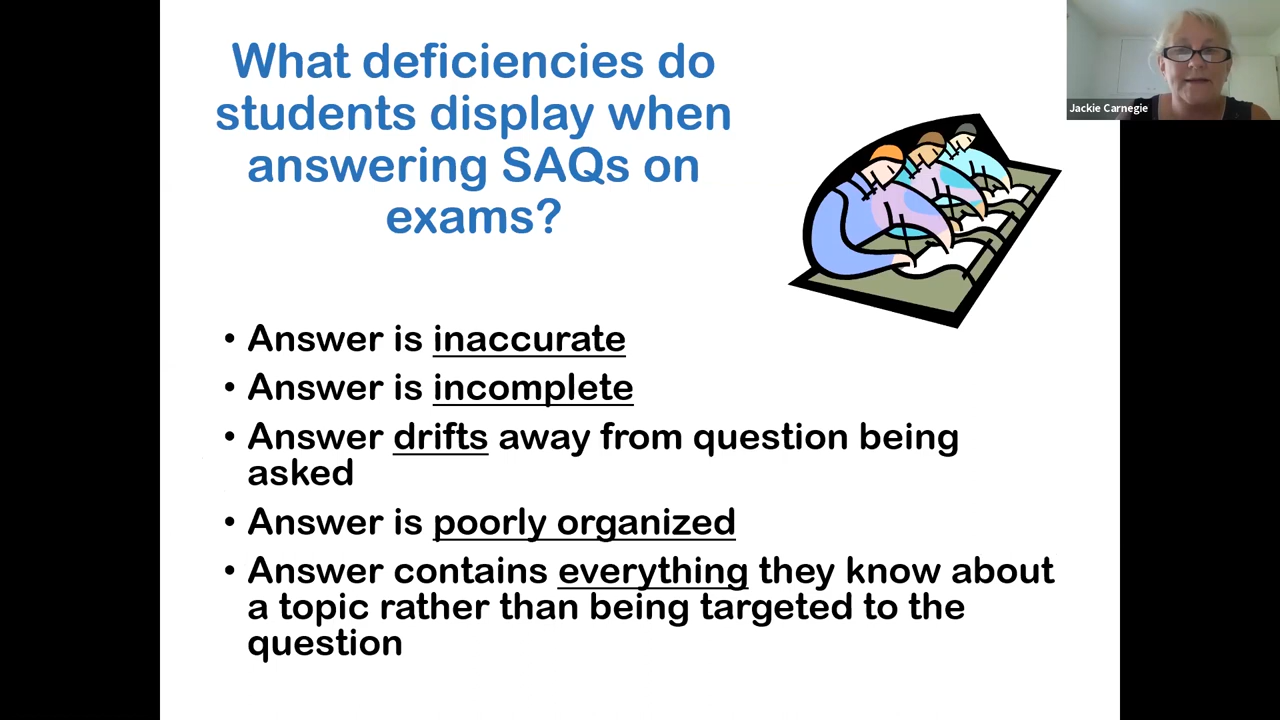 What deficiencies do
students display when
answering SAQs on
exams?
Jackie Carnegie
• Answer is inaccurate
• Answer is incomplete
• Answer drifts away from question being
asked
• Answer is poorly organized
• Answer contains everything they know about
a topic rather than being targeted to the
question